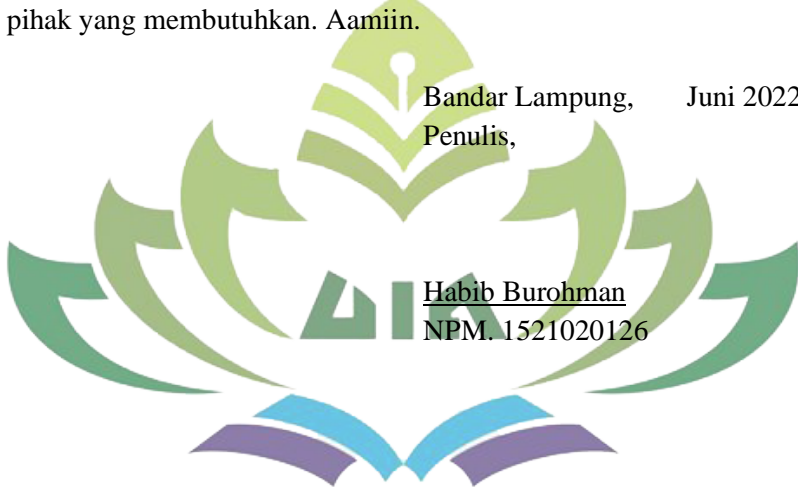 pihak yang membutuhkan. Aamiin.
Bandar Lampung, Juni 2022
Penulis,
Habib Burohman
NPM. 1521020126